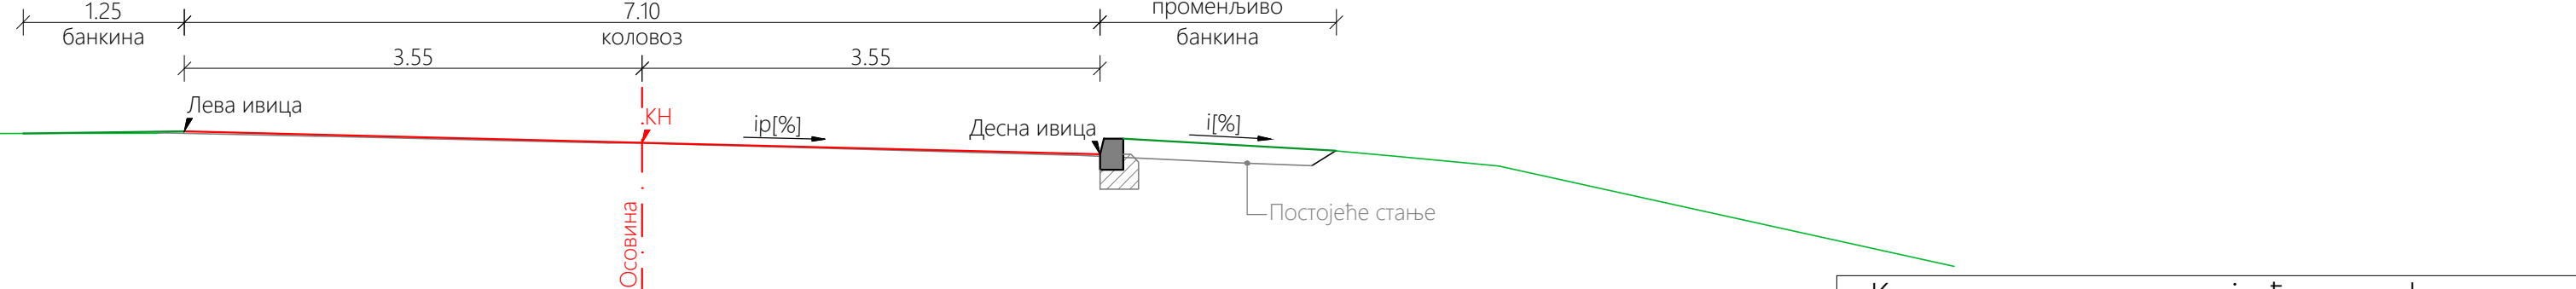 1.25
7.10
променљиво
банкина
коловоз
банкина
3.55
3.55
Лева ивица
КН
ip[%]
Десна ивица
i[%]
Постојеће стање
Осовина